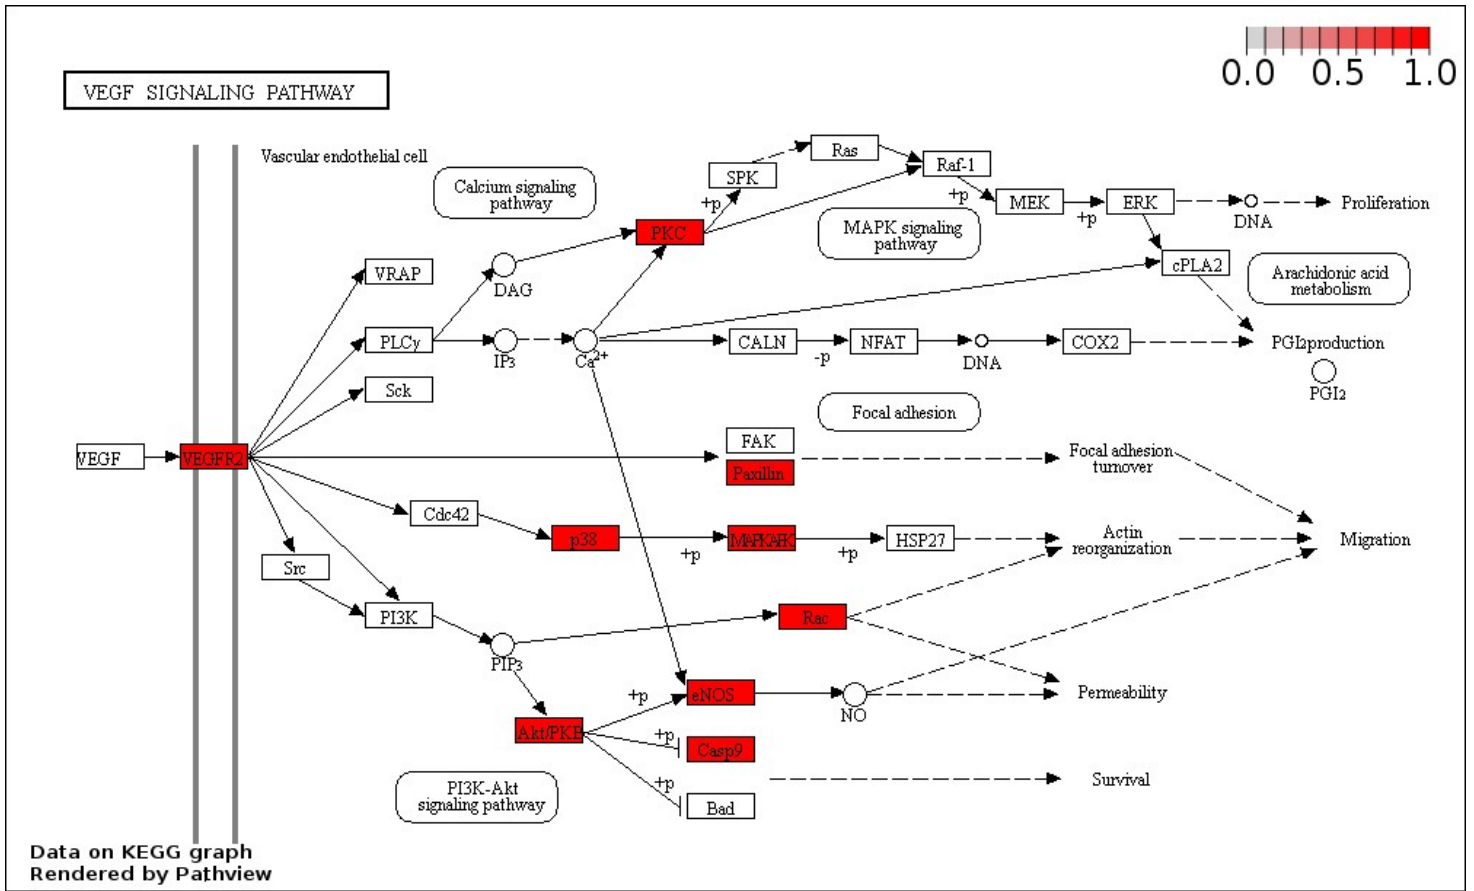 0.0 0.5 1.0
VEGF SIGNALING PATHWAY
Vascular endothelial cell
Calcium signaling
pathway
SPK
Ras
Raf-1
+p
+p
MEK
+p
ERK
DNA
Proliferation
PKC
MAPK signaling
pathway
VRAP
DAG
cPLA2
Arachidonic acid
metabolism
PLCγ
IP3
Ca2+
CALN
-p
NFAT
DNA
COX2
PGI2production
PGI2
Sck
Focal adhesion
VEGF
VEGFR2
FAK
Paxillin
Focal adhesion
turnover
Cdc42
p38
+p
MAPKAPK
+p
HSP27
Actin
reorganization
Migration
Src
PI3K
PIP3
Rac
+p
eNOS
NO
Permeability
Akt/PKB
+p
Casp9
+p
Bad
Survival
PI3K-Akt
signaling pathway
Data on KEGG graph
Rendered by Pathview